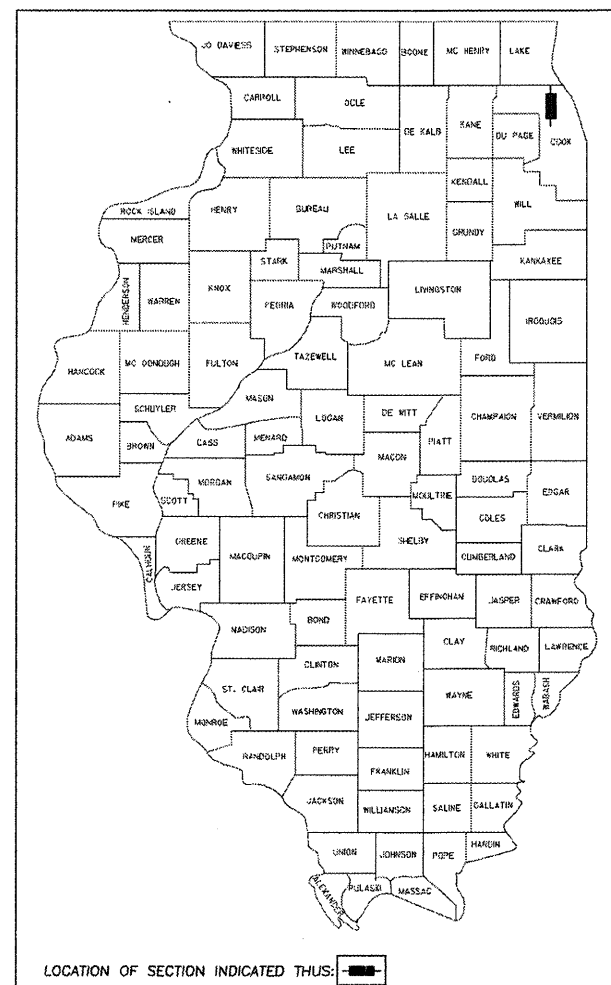 JO DAVIESS
STEPHENSON
WINNEBAGO
BOONE
MC HENRY
LAKE
CARROLL
OGLE
DE KALB
KANE
DU PAGE
COOK
WHITESIDE
LEE
KENDALL
WILL
ROCK ISLAND
HENRY
BUREAU
LA SALLE
GRUNDY
MERCER
PUTNAM
STARK
MARSHALL
KANKAKEE
HENDERSON
WARREN
KNOX
PEORIA
WOODFORD
LIVINGSTON
IROQUOIS
FORD
HANCOCK
MC DONOUGH
FULTON
TAZEWELL
MC LEAN
MASON
SCHUYLER
LOGAN
DE WITT
CHAMPAION
VERMILION
ADAMS
BROWN
CASS
MENARD
PIATT
MACON
MORGAN
SANGAMON
DOUGLAS
EDGAR
PIKE
SCOTT
CHRISTIAN
MOULTRIE
COLES
CALHOUN
GREENE
MACOUPIN
MONTGOMERY
SHELBY
CUMBERLAND
CLARK
JERSEY
FAYETTE
EFFINGHAN
JASPER
CRAWFORD
MADISON
BOND
CLAY
RICHLAND
LAWRENCE
CLINTON
MARION
ST. CLAIR
WAYNE
EDWARDS
WABASH
WASHINGTON
JEFFERSON
MONROE
RANDOLPH
PERRY
HAMILTON
WHITE
FRANKLIN
JACKSON
WILLIAMSON
SALINE
GALLATIN
UNION
JOHNSON
POPE
HARDIN
ALEXANDER
PULASKI
MASSAC
LOCATION OF SECTION INDICATED THUS: